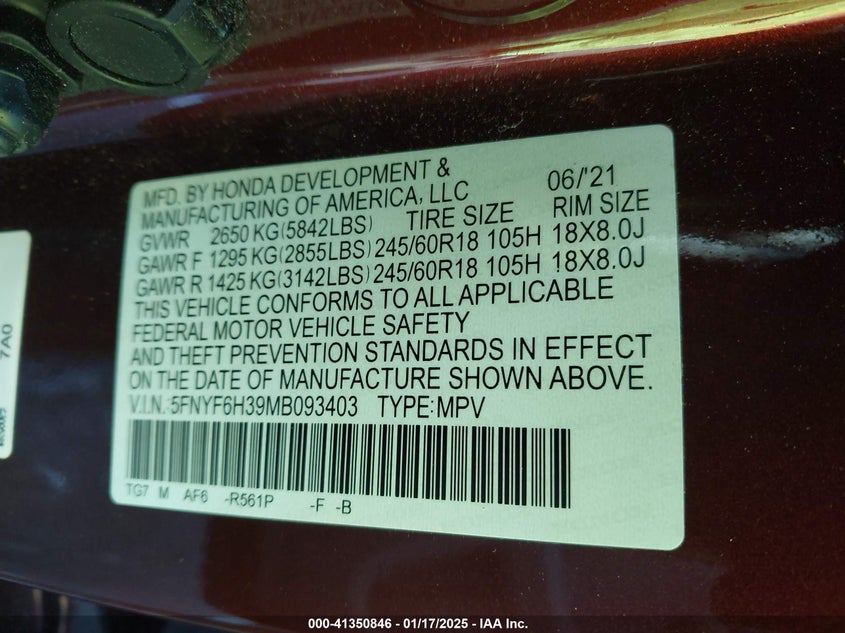 MFD. BY HONDA DEVELOPMENT & 06/'21
MANUFACTURING OF AMERICA, LLC
GVWR 2650 KG(5842LBS) TIRE SIZE RIM SIZE
GAWR F 1295 KG(2855LBS) 245/60R18 105H 18X8.0J
GAWR R 1425 KG(3142LBS) 245/60R18 105H 18X8.0J
THIS VEHICLE CONFORMS TO ALL APPLICABLE
FEDERAL MOTOR VEHICLE SAFETY
AND THEFT PREVENTION STANDARDS IN EFFECT
ON THE DATE OF MANUFACTURE SHOWN ABOVE.
V.I.N.:5FNYF6H39MB093403 TYPE:MPV
TG7 M AF6 -R561P -F -B
7A0
000-41350846 - 01/17/2025 - IAA Inc.